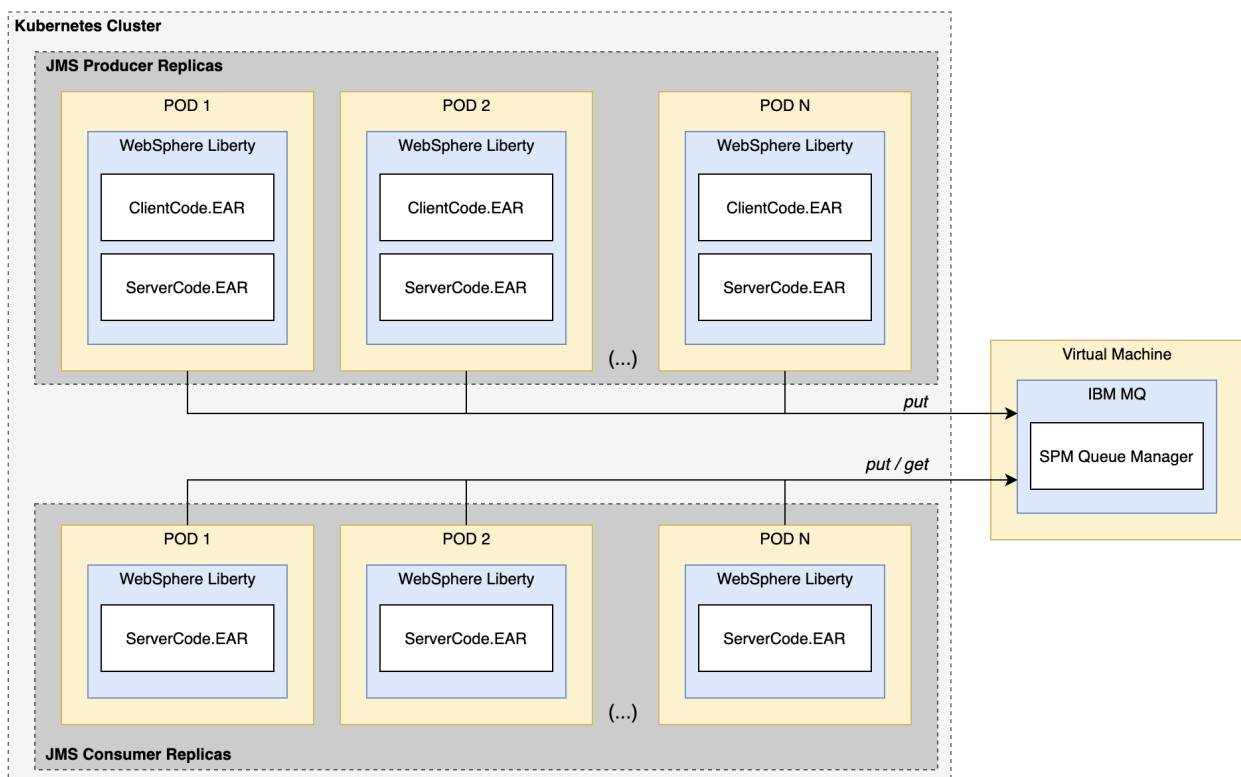 Kubernetes Cluster
JMS Producer Replicas
POD 1
WebSphere Liberty
ClientCode.EAR
ServerCode.EAR
POD 2
WebSphere Liberty
ClientCode.EAR
ServerCode.EAR
(...)
POD N
WebSphere Liberty
ClientCode.EAR
ServerCode.EAR
put
put / get
Virtual Machine
IBM MQ
SPM Queue Manager
POD 1
WebSphere Liberty
ServerCode.EAR
POD 2
WebSphere Liberty
ServerCode.EAR
(...)
POD N
WebSphere Liberty
ServerCode.EAR
JMS Consumer Replicas